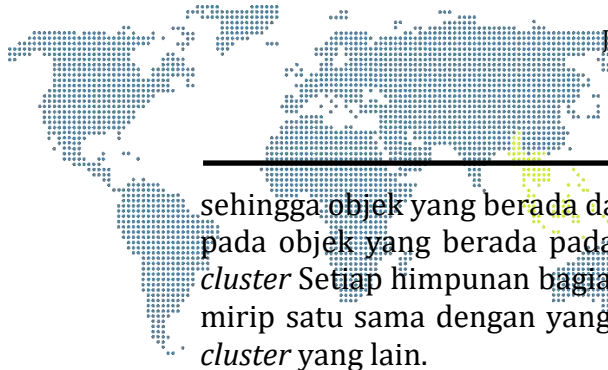 sehingga objek yang berada da
pada objek yang berada pada
cluster Setiap himpunan bagia
mirip satu sama dengan yang
cluster yang lain.